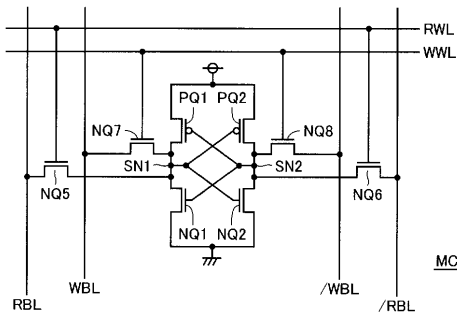 RWL
WWL
PQ1 PQ2
NQ7 NQ8
SN1 SN2
NQ5 NQ6
NQ1 NQ2
MC
WBL /WBL
RBL /RBL